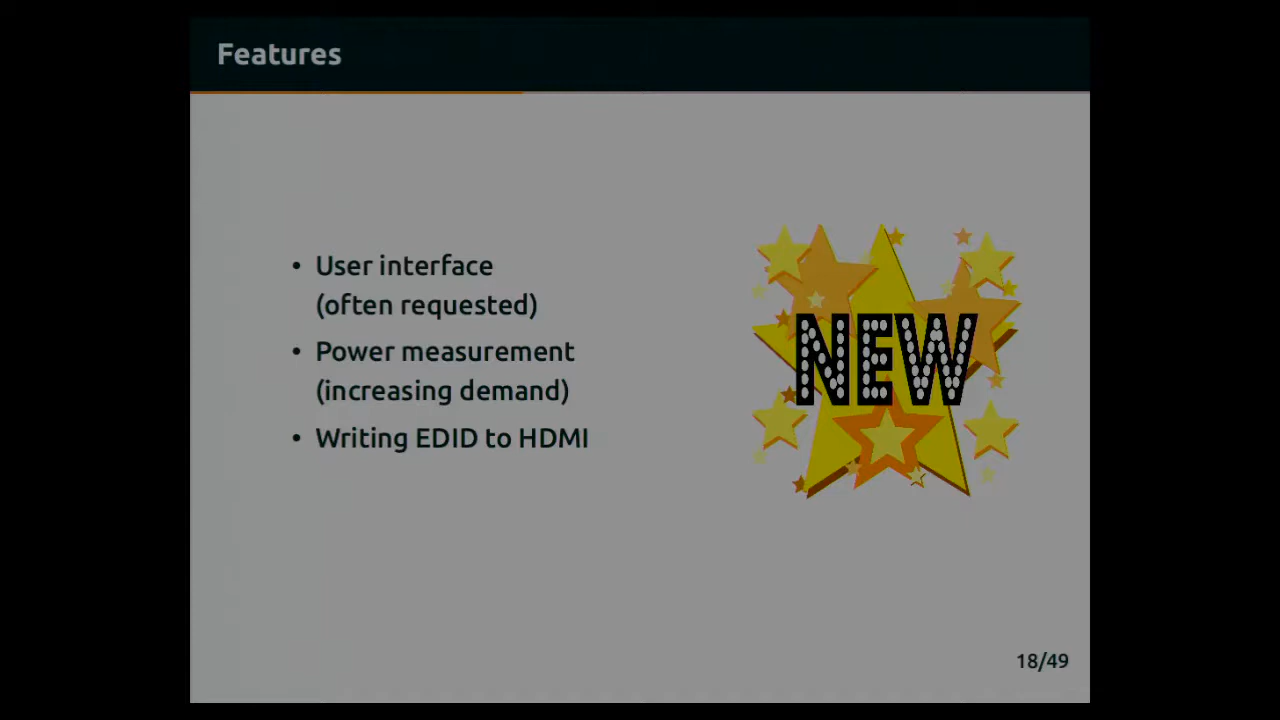 Features
• User interface
(often requested)
• Power measurement
(increasing demand)
• Writing EDID to HDMI
NEW
18/49